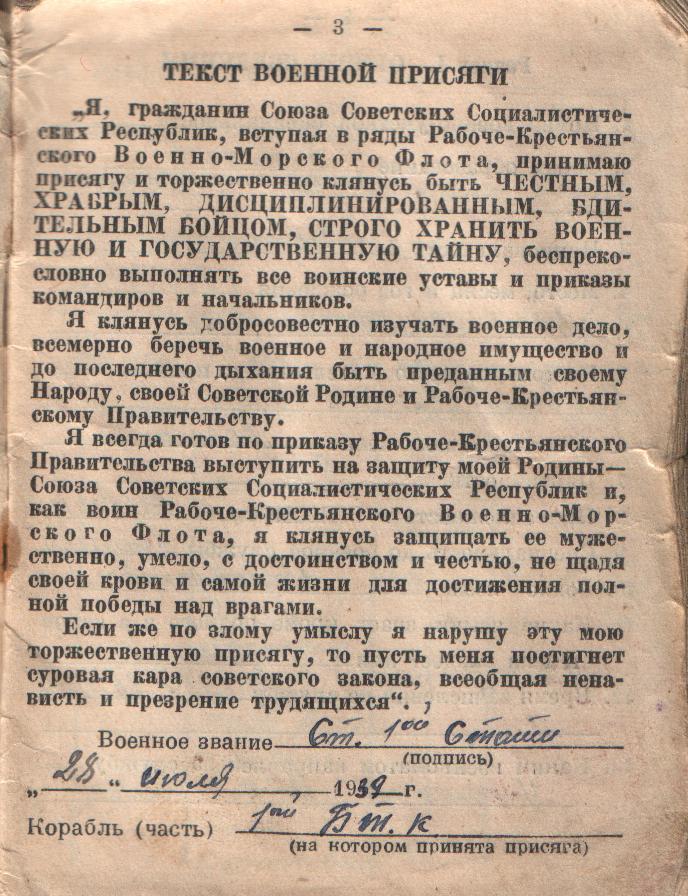 — 3 —
ТЕКСТ ВОЕННОЙ ПРИСЯГИ
„Я, гражданин Союза Советских Социалистиче-
ских Республик, вступая в ряды Рабоче-Крестьян-
ского Военно-Морского Флота, принимаю
присягу и торжественно клянусь быть ЧЕСТНЫМ,
ХРАБРЫМ, ДИСЦИПЛИНИРОВАННЫМ, БДИ-
ТЕЛЬНЫМ БОЙЦОМ, СТРОГО ХРАНИТЬ ВОЕН-
НУЮ И ГОСУДАРСТВЕННУЮ ТАЙНУ, беспреко-
словно выполнять все воинские уставы и приказы
командиров и начальников.
Я клянусь добросовестно изучать военное дело,
всемерно беречь военное и народное имущество и
до последнего дыхания быть преданным своему
Народу, своей Советской Родине и Рабоче-Крестьян-
скому Правительству.
Я всегда готов по приказу Рабоче-Крестьянского
Правительства выступить на защиту моей Родины—
Союза Советских Социалистических Республик и,
как воин Рабоче-Крестьянского Военно-Мор-
ского Флота, я клянусь защищать ее муже-
ственно, умело, с достоинством и честью, не щадя
своей крови и самой жизни для достижения пол-
ной победы над врагами.
Если же по злому умыслу я нарушу эту мою
торжественную присягу, то пусть меня постигнет
суровая кара советского закона, всеобщая нена-
висть и презрение трудящихся“.
Военное звание Ст. 1ой Статьи
(подпись)
„28“ июля 1939 г.
Корабль (часть) 1ый Бт. к
(на котором принята присяга)